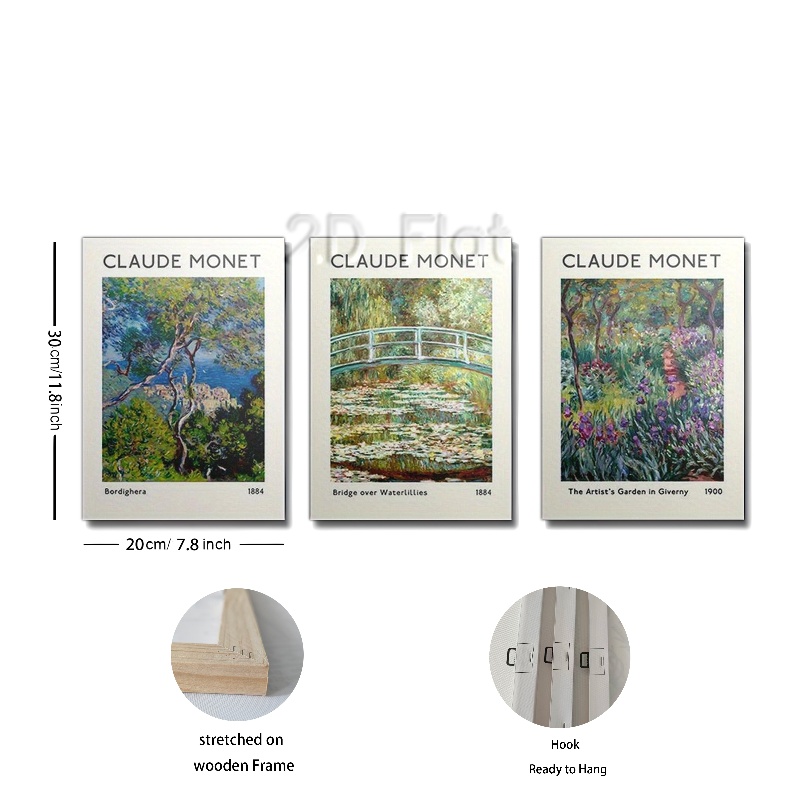 2D Flat
CLAUDE MONET
CLAUDE MONET
CLAUDE MONET
30cm/11.8inch
Bordighera 1884
Bridge over Waterlillies 1884
The Artist's Garden in Giverny 1900
20cm/ 7.8 inch
stretched on
wooden Frame
Hook
Ready to Hang